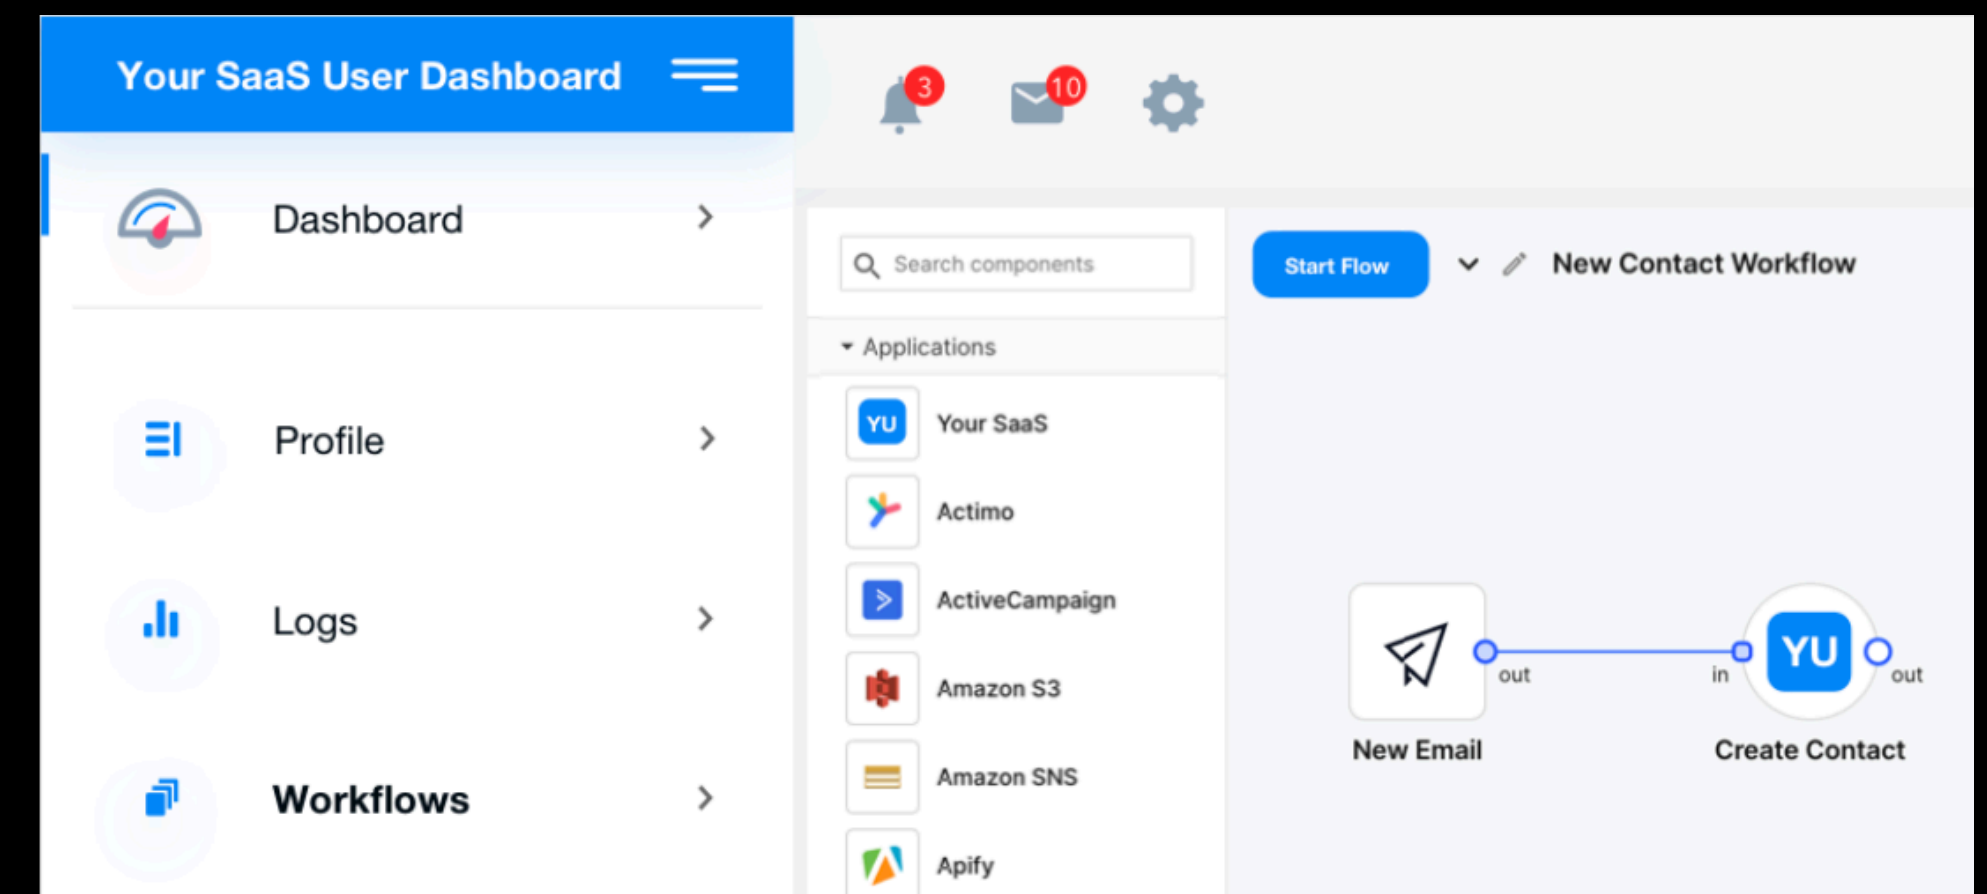 Your SaaS User Dashboard
3
10
Dashboard
Profile
Logs
Workflows
Search components
Applications
YU Your SaaS
Actimo
ActiveCampaign
Amazon S3
Amazon SNS
Apify
Start Flow
New Contact Workflow
out
in
YU
out
New Email
Create Contact